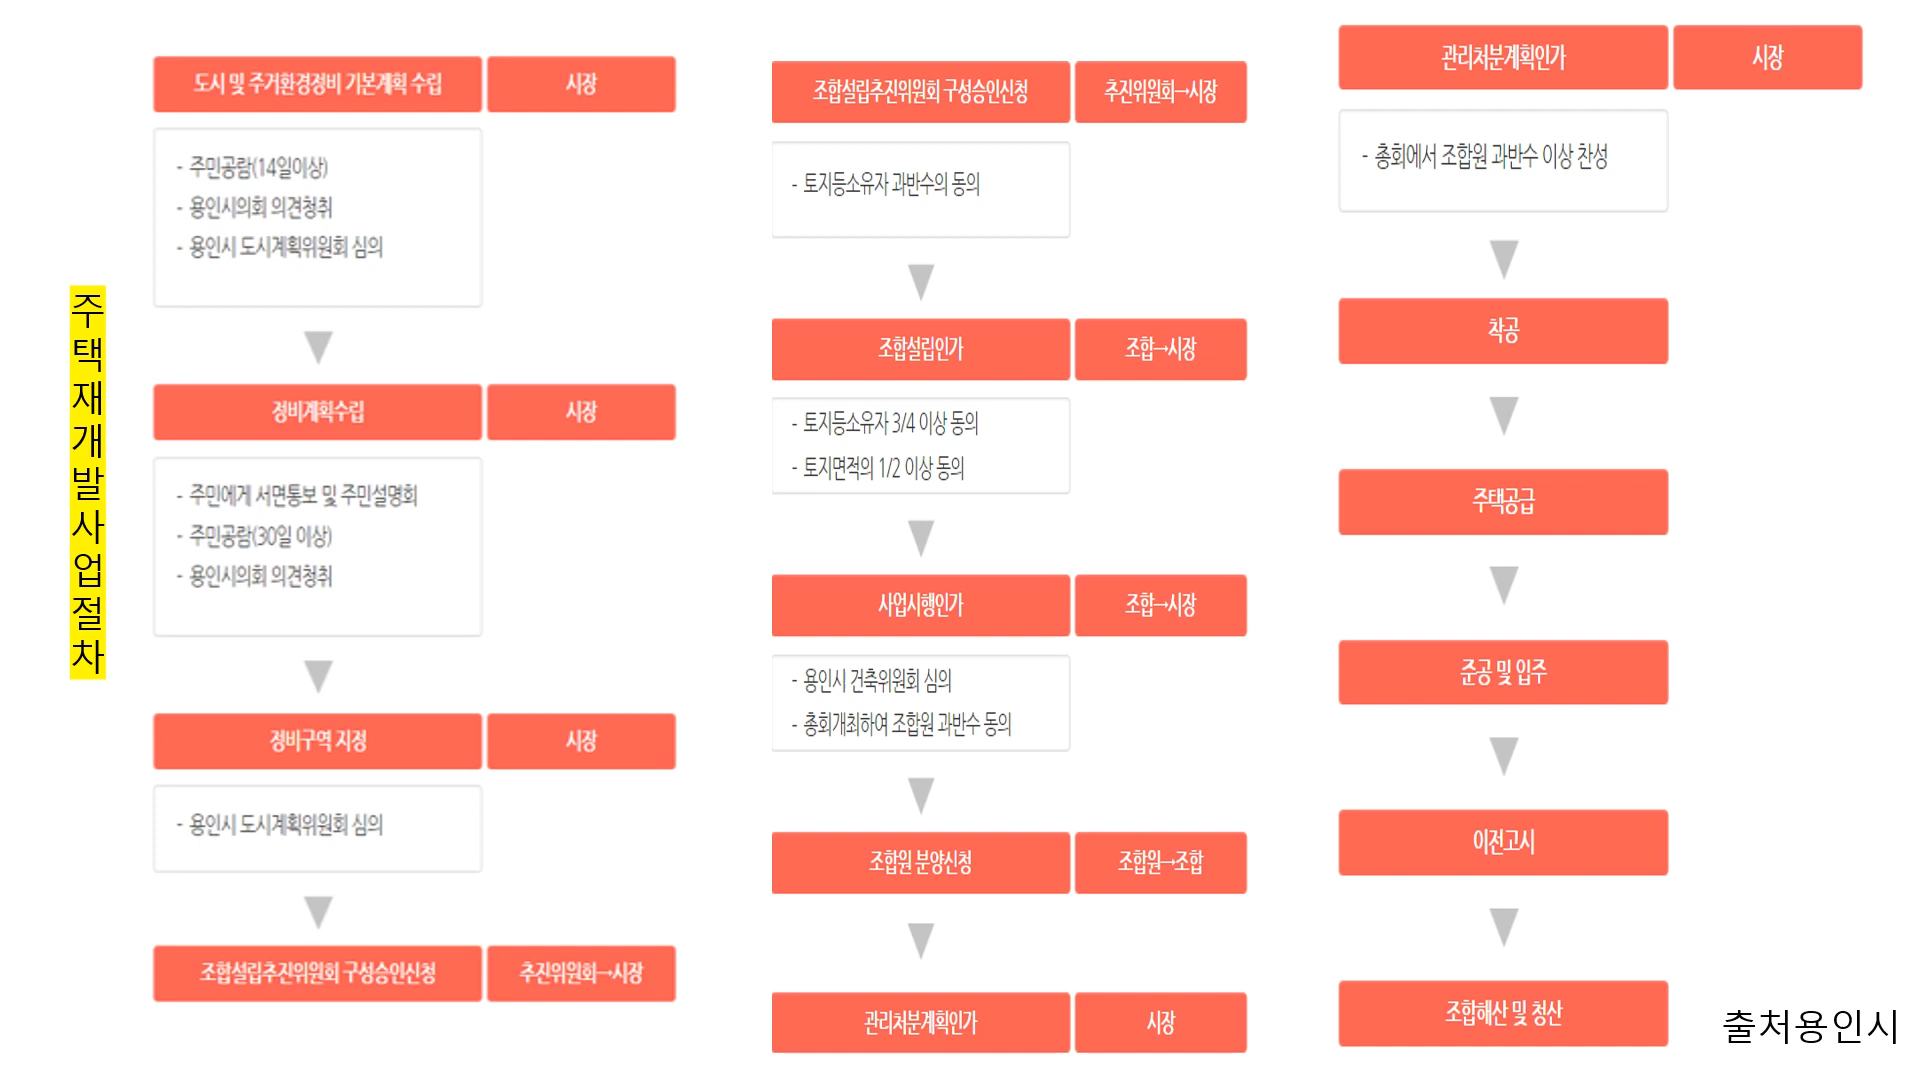 주택재개발사업절차
도시 및 주거환경정비 기본계획 수립
시장
- 주민공람(14일이상)
- 용인시의회 의견청취
- 용인시 도시계획위원회 심의
정비계획수립
시장
- 주민에게 서면통보 및 주민설명회
- 주민공람(30일 이상)
- 용인시의회 의견청취
정비구역 지정
시장
- 용인시 도시계획위원회 심의
조합설립추진위원회 구성승인신청
추진위원회→시장
조합설립추진위원회 구성승인신청
추진위원회→시장
- 토지등소유자 과반수의 동의
조합설립인가
조합→시장
- 토지등소유자 3/4 이상 동의
- 토지면적의 1/2 이상 동의
사업시행인가
조합→시장
- 용인시 건축위원회 심의
- 총회개최하여 조합원 과반수 동의
조합원 분양신청
조합원→조합
관리처분계획인가
시장
관리처분계획인가
시장
- 총회에서 조합원 과반수 이상 찬성
착공
주택공급
준공 및 입주
이전고시
조합해산 및 청산
출처용인시